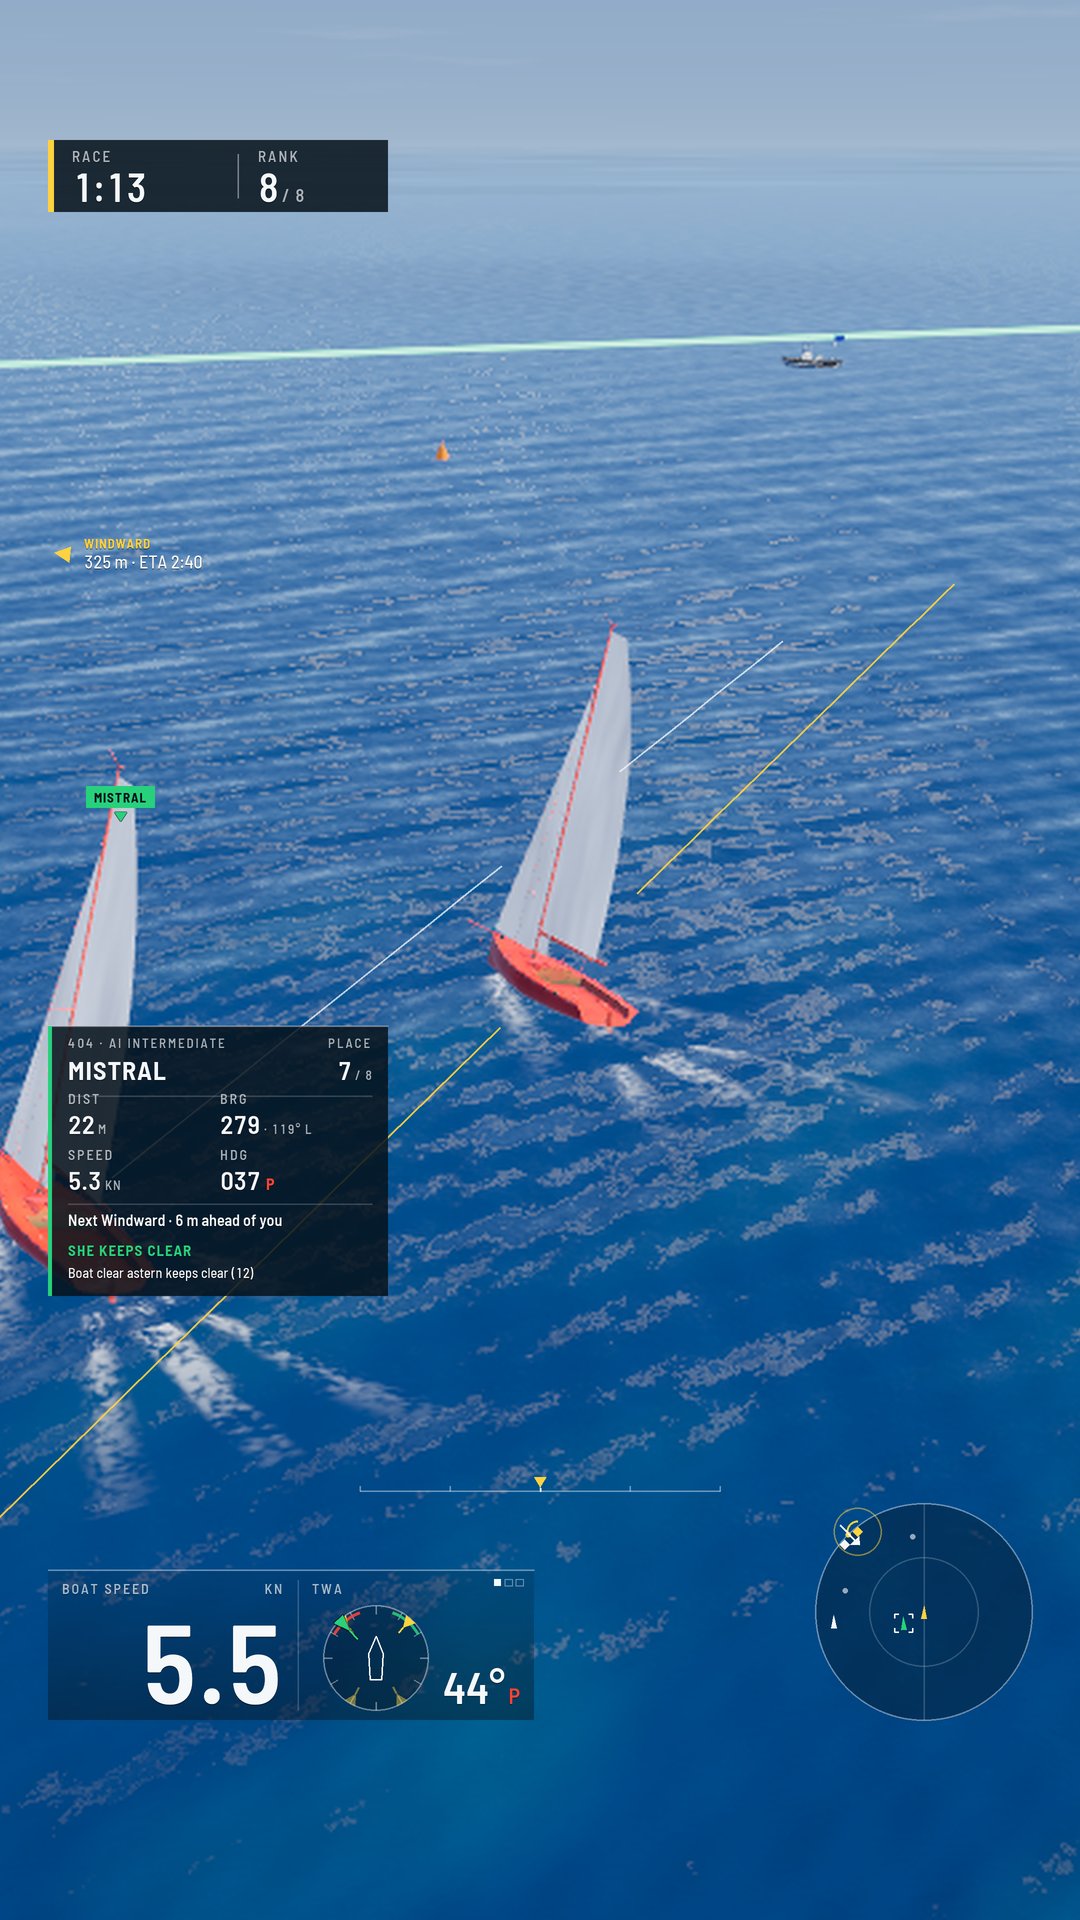 RACE
RANK
1:13
8 / 8
WINDWARD
325 m · ETA 2:40
MISTRAL
404 · AI INTERMEDIATE
PLACE
MISTRAL
7 / 8
DIST
BRG
22 M
279 · 119° L
SPEED
HDG
5.3 KN
037 P
Next Windward · 6 m ahead of you
SHE KEEPS CLEAR
Boat clear astern keeps clear (12)
BOAT SPEED
KN
TWA
5.5
44° P